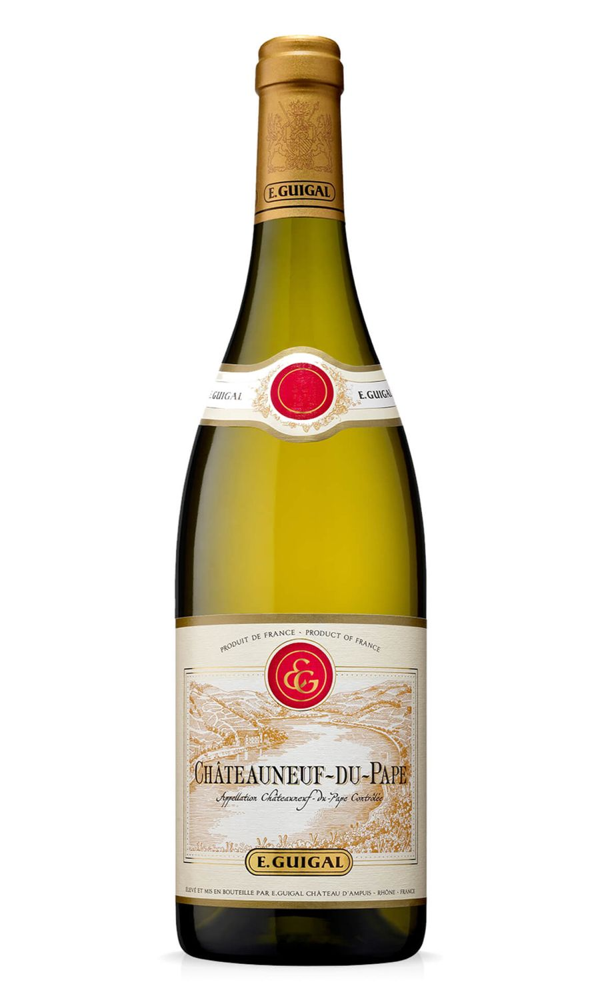 E.GUIGAL
E.GUIGAL
E.GUIGAL
PRODUIT DE FRANCE - PRODUCT OF FRANCE
EG
CHÂTEAUNEUF~DU~PAPE
Appellation Châteauneuf-du-Pape Contrôlée
E.GUIGAL
ÉLEVÉ ET MIS EN BOUTEILLE PAR E.GUIGAL CHÂTEAU D'AMPUIS - RHÔNE - FRANCE